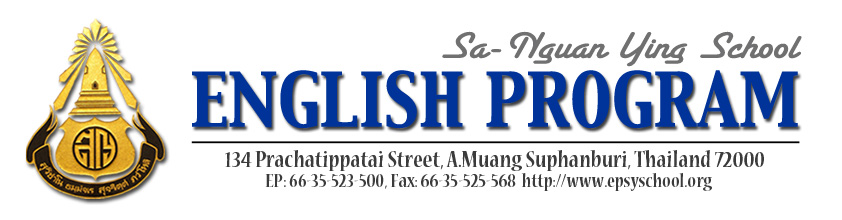 Sa-Nguan Ying School
ENGLISH PROGRAM
134 Prachatippatai Street, A.Muang Suphanburi, Thailand 72000
EP: 66-35-523-500, Fax: 66-35-525-568 http://www.epsyschool.org